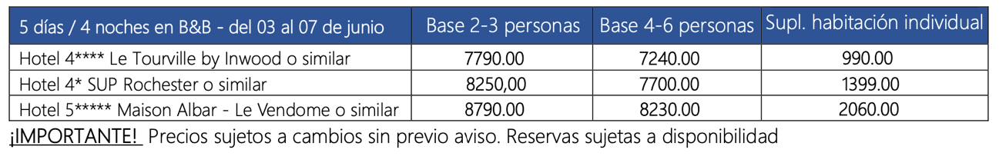 5 días / 4 noches en B&B - del 03 al 07 de junio Base 2-3 personas Base 4-6 personas Supl. habitación individual
Hotel 4**** Le Tourville by Inwood o similar 7790.00 7240.00 990.00
Hotel 4* SUP Rochester o similar 8250,00 7700.00 1399.00
Hotel 5***** Maison Albar - Le Vendome o similar 8790.00 8230.00 2060.00
¡IMPORTANTE! Precios sujetos a cambios sin previo aviso. Reservas sujetas a disponibilidad